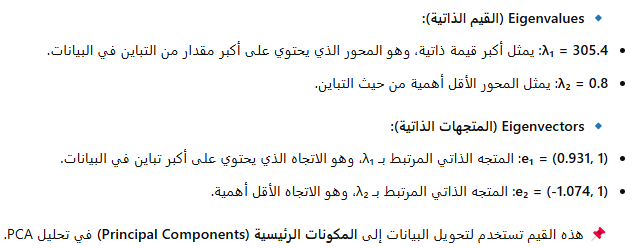 🔹 Eigenvalues (القيم الذاتية):
• λ₁ = 305.4: يمثل أكبر قيمة ذاتية، وهو المحور الذي يحتوي على أكبر مقدار من التباين في البيانات.
• λ₂ = 0.8: يمثل المحور الأقل أهمية من حيث التباين.
🔹 Eigenvectors (المتجهات الذاتية):
• e₁ = (0.931, 1): المتجه الذاتي المرتبط بـ λ₁، وهو الاتجاه الذي يحتوي على أكبر تباين في البيانات.
• e₂ = (-1.074, 1): المتجه الذاتي المرتبط بـ λ₂، وهو الاتجاه الأقل أهمية.
📌 هذه القيم تستخدم لتحويل البيانات إلى المكونات الرئيسية (Principal Components) في تحليل PCA.